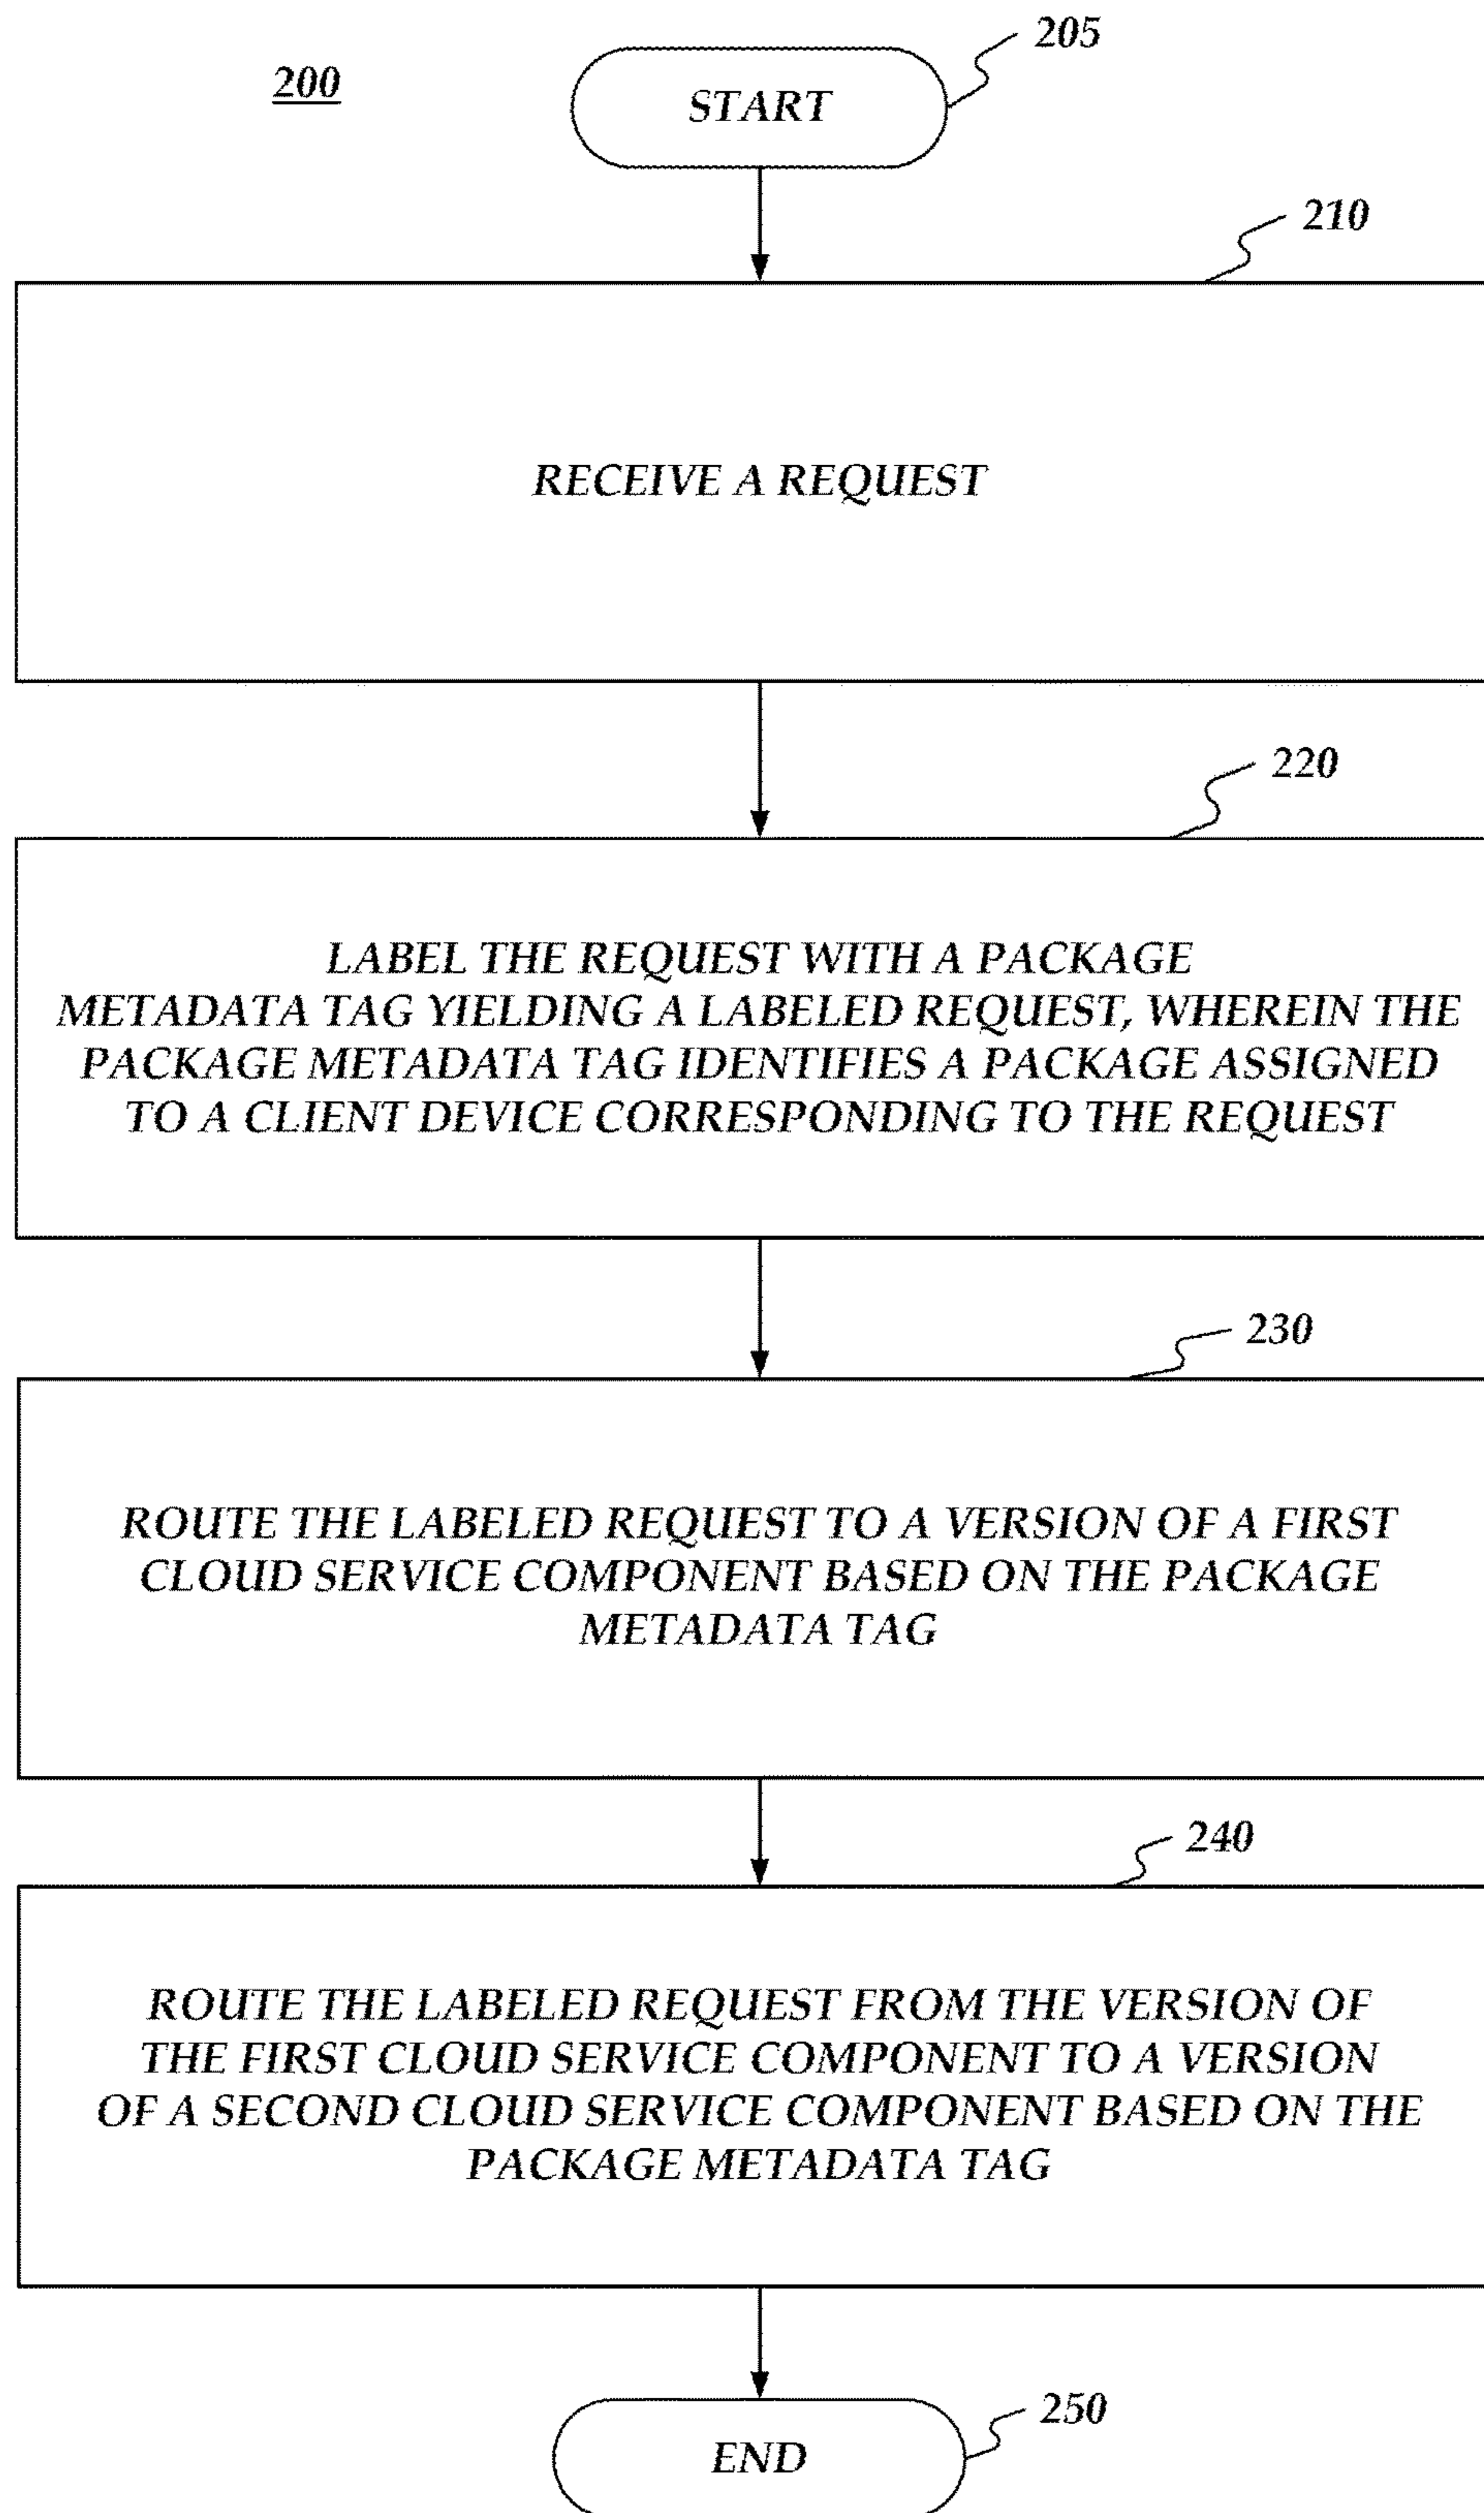 205
200
START
210
RECEIVE A REQUEST
220
LABEL THE REQUEST WITH A PACKAGE
METADATA TAG YIELDING A LABELED REQUEST, WHEREIN THE
PACKAGE METADATA TAG IDENTIFIES A PACKAGE ASSIGNED
TO A CLIENT DEVICE CORRESPONDING TO THE REQUEST
230
ROUTE THE LABELED REQUEST TO A VERSION OF A FIRST
CLOUD SERVICE COMPONENT BASED ON THE PACKAGE
METADATA TAG
240
ROUTE THE LABELED REQUEST FROM THE VERSION OF
THE FIRST CLOUD SERVICE COMPONENT TO A VERSION
OF A SECOND CLOUD SERVICE COMPONENT BASED ON THE
PACKAGE METADATA TAG
250
END